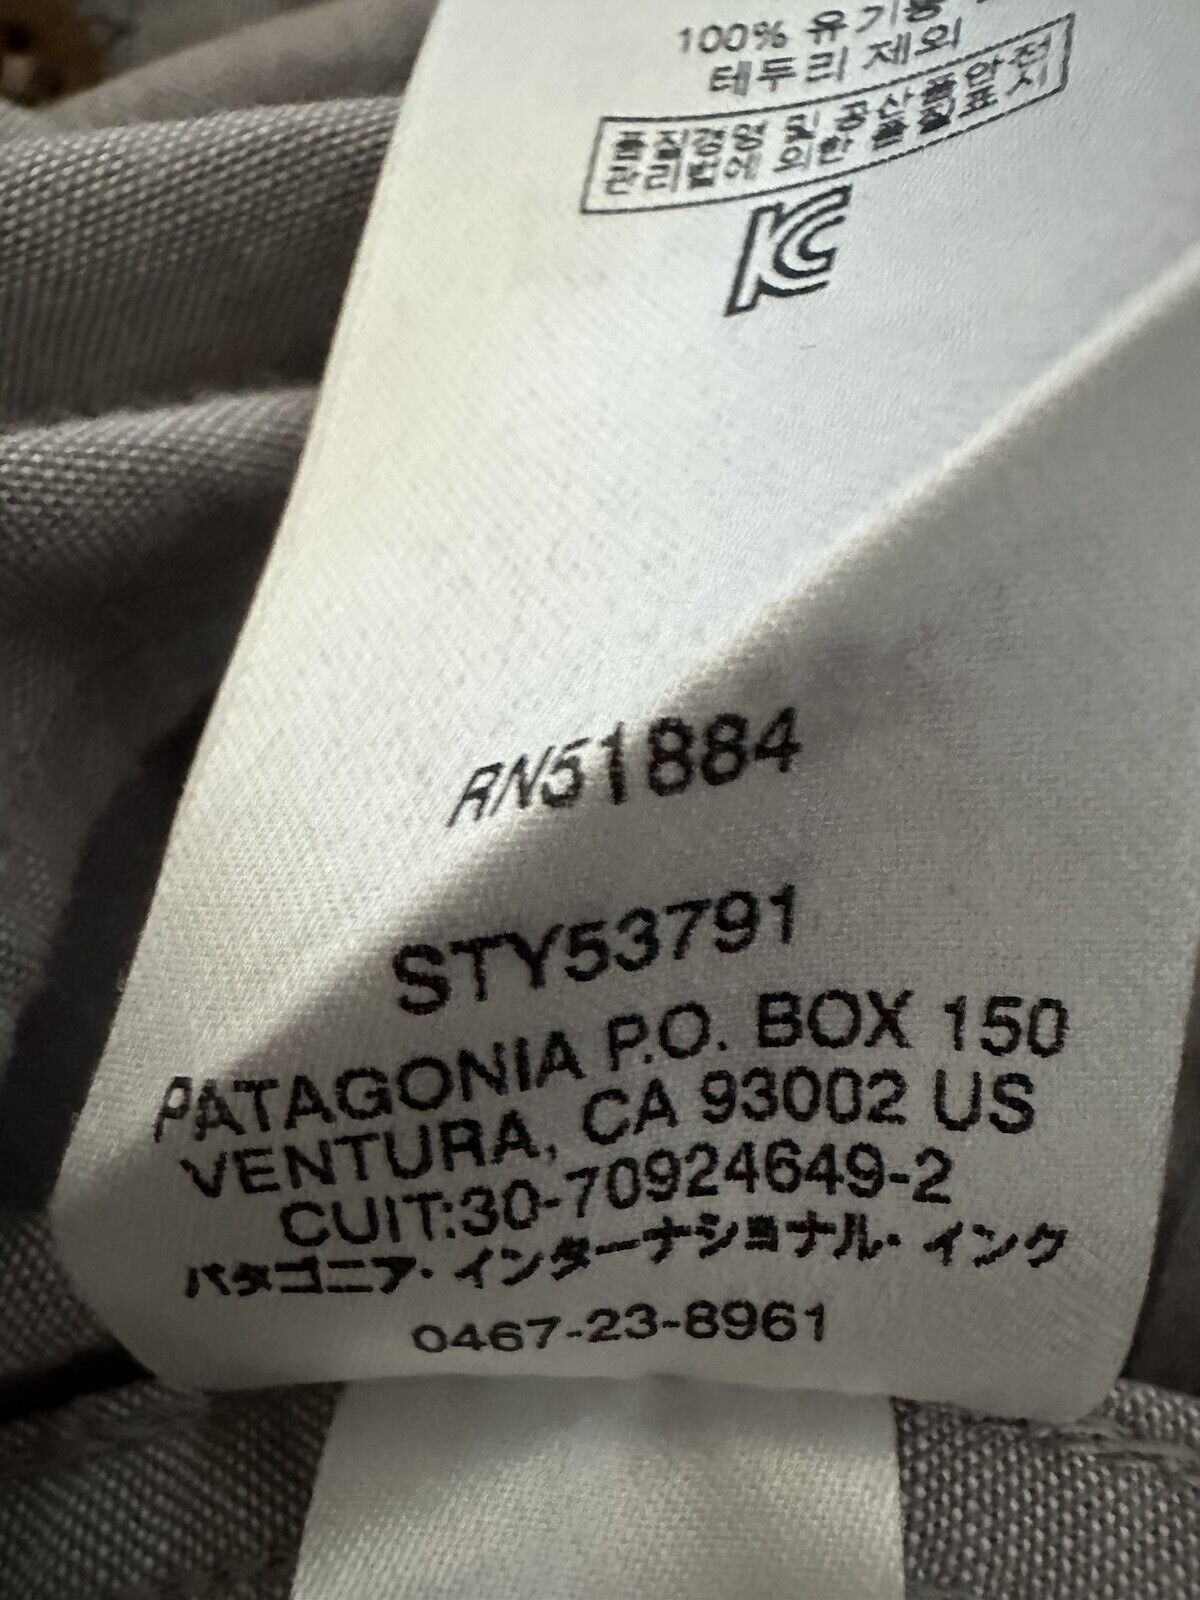 100% 유기농
테두리 제외
품질경영 및 공산품안전
관리법에 의한 품질표시
KC
RN51884
STY53791
PATAGONIA P.O. BOX 150
VENTURA, CA 93002 US
CUIT:30-70924649-2
パタゴニア・インターナショナル・インク
0467-23-8961